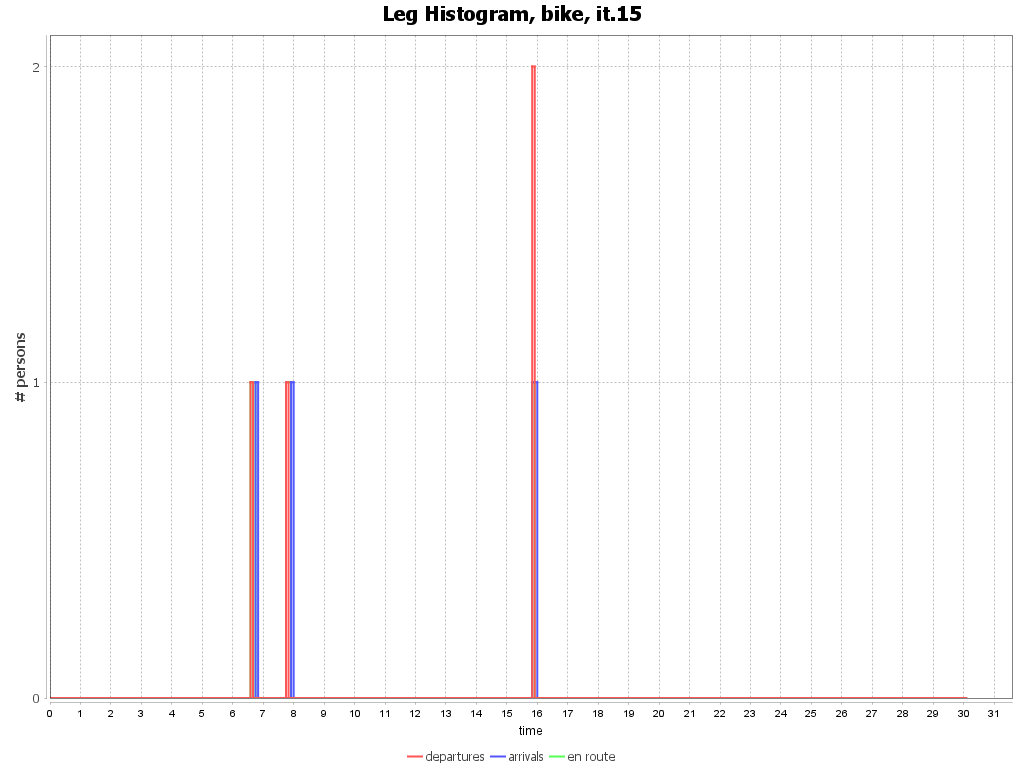 Leg Histogram, bike, it.15
2
1
0
# persons
0 1 2 3 4 5 6 7 8 9 10 11 12 13 14 15 16 17 18 19 20 21 22 23 24 25 26 27 28 29 30 31
time
departures arrivals en route